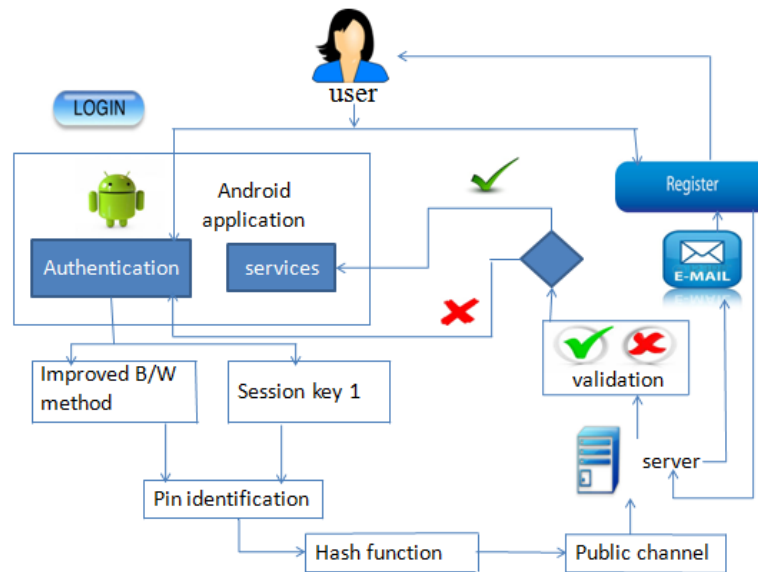 user
LOGIN
Register
Android
application
Authentication
services
E-MAIL
validation
Improved B/W
method
Session key 1
server
Pin identification
Hash function
Public channel